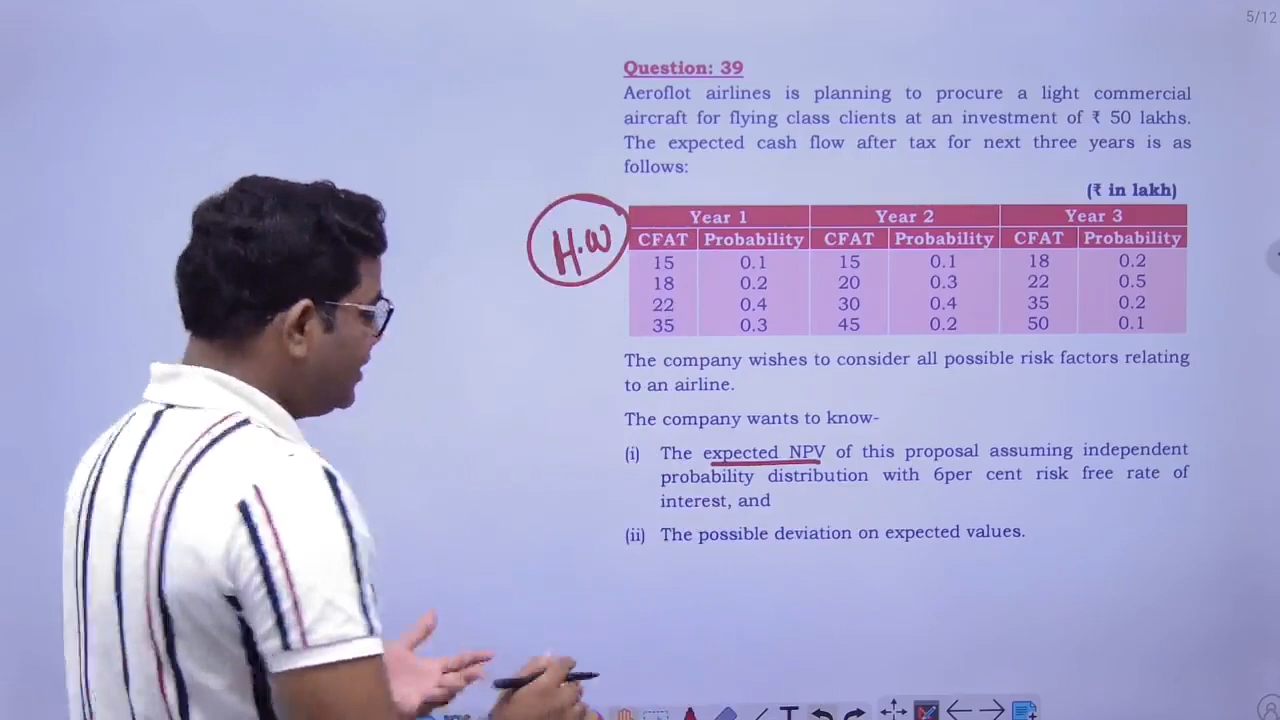 5/12
Question: 39
Aeroflot airlines is planning to procure a light commercial
aircraft for flying class clients at an investment of ₹ 50 lakhs.
The expected cash flow after tax for next three years is as
follows:
(₹ in lakh)
H.W
Year 1 Year 2 Year 3
CFAT Probability CFAT Probability CFAT Probability
15 0.1 15 0.1 18 0.2
18 0.2 20 0.3 22 0.5
22 0.4 30 0.4 35 0.2
35 0.3 45 0.2 50 0.1
The company wishes to consider all possible risk factors relating
to an airline.
The company wants to know-
(i) The expected NPV of this proposal assuming independent
probability distribution with 6per cent risk free rate of
interest, and
(ii) The possible deviation on expected values.